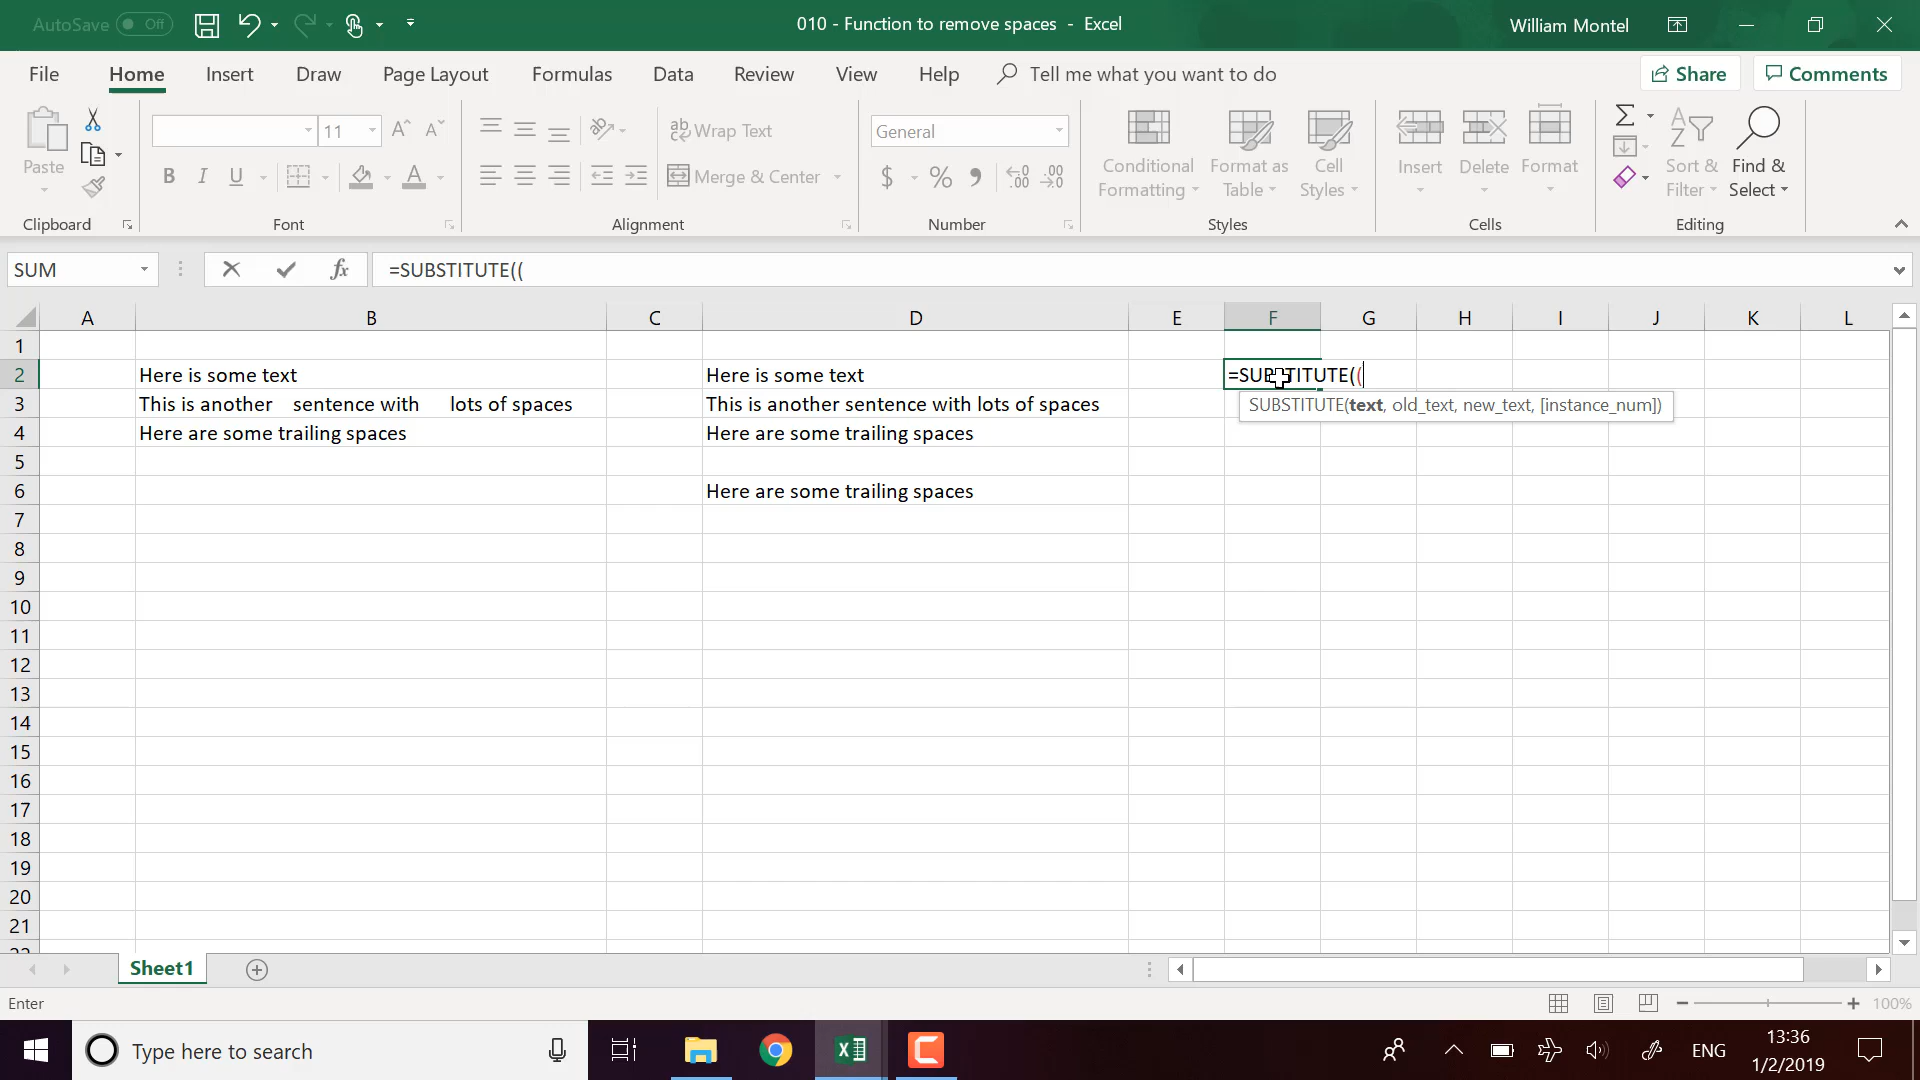 AutoSave Off
010 - Function to remove spaces - Excel
William Montel
File Home Insert Draw Page Layout Formulas Data Review View Help Tell me what you want to do
Share Comments
Paste
11
B I U
ab Wrap Text
Merge & Center
General
$ % 9 .00 .00
Conditional Formatting
Format as Table
Cell Styles
Insert Delete Format
Sort & Filter
Find & Select
Clipboard Font Alignment Number Styles Cells Editing
SUM
fx
=SUBSTITUTE((
A B C D E F G H I J K L
1
2 Here is some text Here is some text =SUBSTITUTE((
3 This is another    sentence with      lots of spaces This is another sentence with lots of spaces
SUBSTITUTE(text, old_text, new_text, [instance_num])
4 Here are some trailing spaces Here are some trailing spaces
5
6 Here are some trailing spaces
7
8
9
10
11
12
13
14
15
16
17
18
19
20
21
Sheet1
Enter
100%
Type here to search
ENG
13:36
1/2/2019